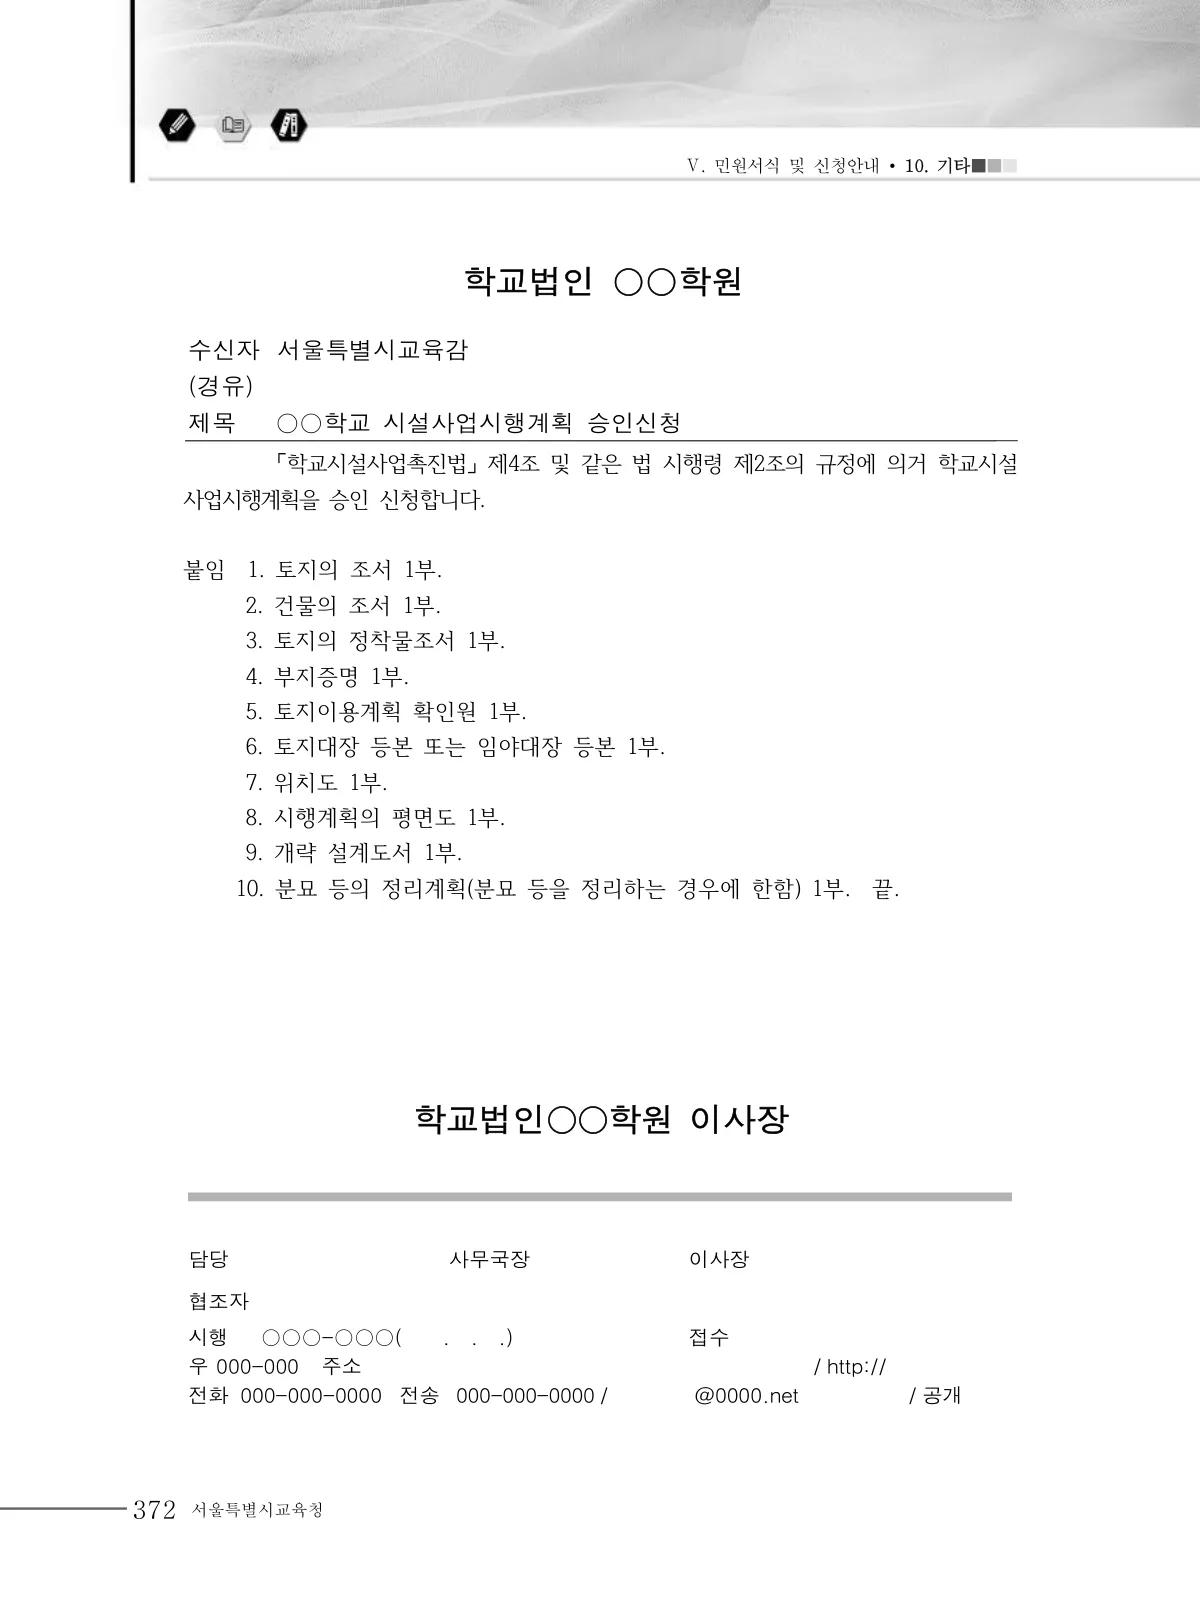 Ⅴ. 민원서식 및 신청안내 • 10. 기타
학교법인 ○○학원
수신자 서울특별시교육감
(경유)
제목 ○○학교 시설사업시행계획 승인신청
「학교시설사업촉진법」 제4조 및 같은 법 시행령 제2조의 규정에 의거 학교시설
사업시행계획을 승인 신청합니다.
붙임 1. 토지의 조서 1부.
2. 건물의 조서 1부.
3. 토지의 정착물조서 1부.
4. 부지증명 1부.
5. 토지이용계획 확인원 1부.
6. 토지대장 등본 또는 임야대장 등본 1부.
7. 위치도 1부.
8. 시행계획의 평면도 1부.
9. 개략 설계도서 1부.
10. 분묘 등의 정리계획(분묘 등을 정리하는 경우에 한함) 1부. 끝.
학교법인○○학원 이사장
담당 사무국장 이사장
협조자
시행 ○○○-○○○( . . .) 접수
우 000-000 주소 / http://
전화 000-000-0000 전송 000-000-0000 / @0000.net / 공개
372 서울특별시교육청